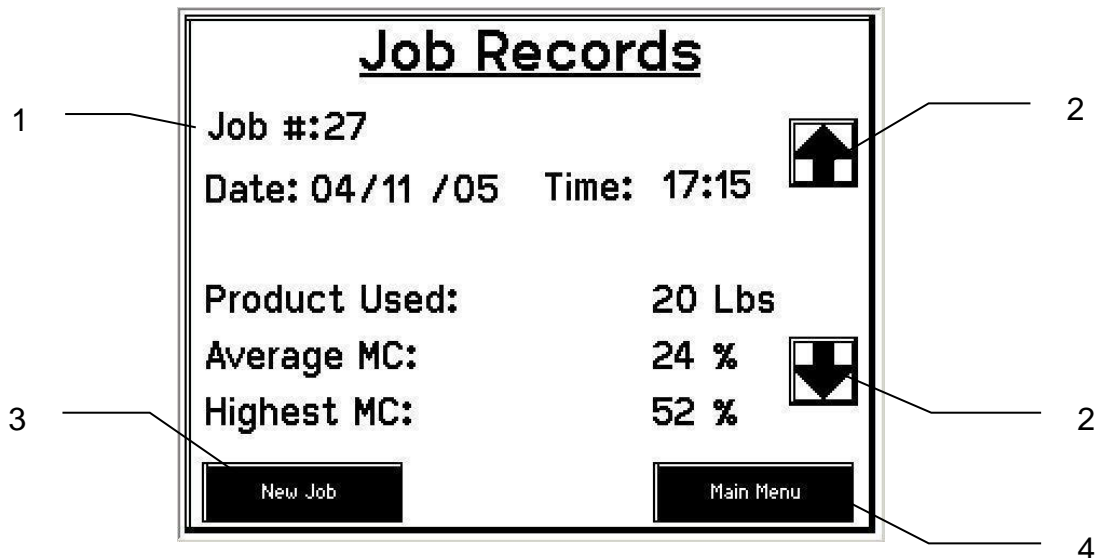 Job Records
1
Job #:27
2
Date: 04/11 /05 Time: 17:15
Product Used: 20 Lbs
Average MC: 24 %
Highest MC: 52 %
3
2
New Job
Main Menu
4